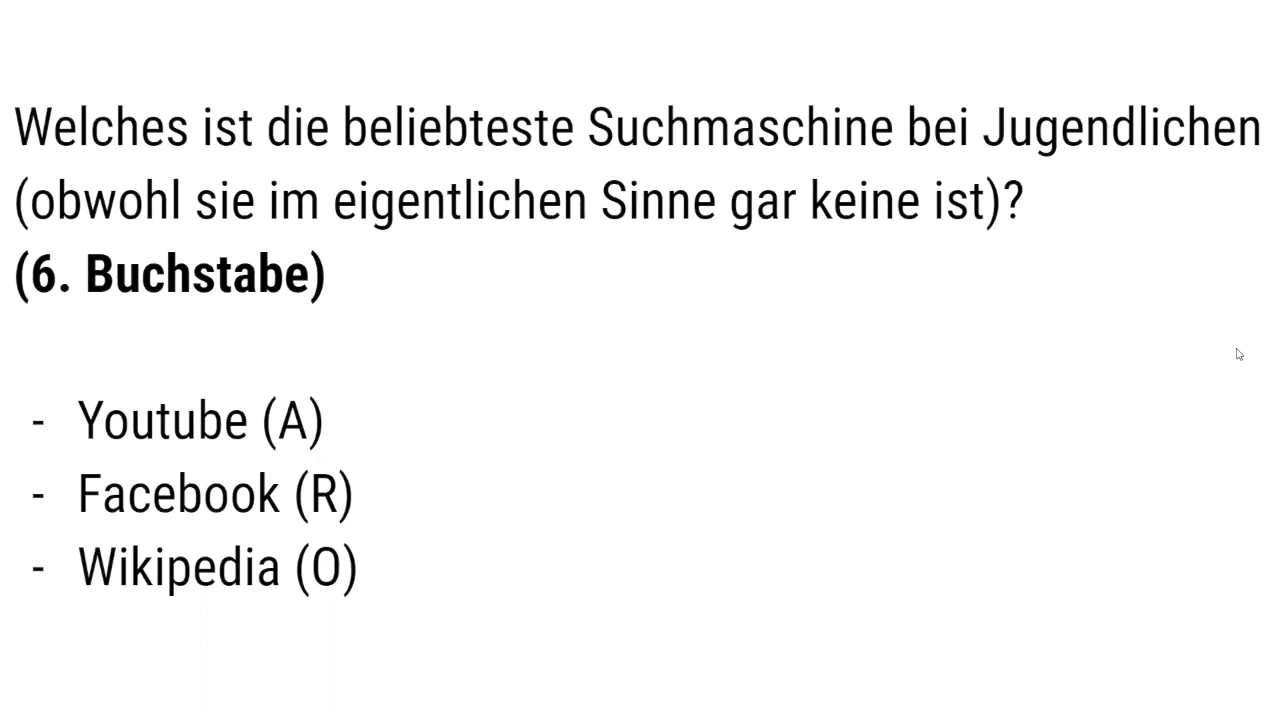 Welches ist die beliebteste Suchmaschine bei Jugendlichen
(obwohl sie im eigentlichen Sinne gar keine ist)?
(6. Buchstabe)
- Youtube (A)
- Facebook (R)
- Wikipedia (O)